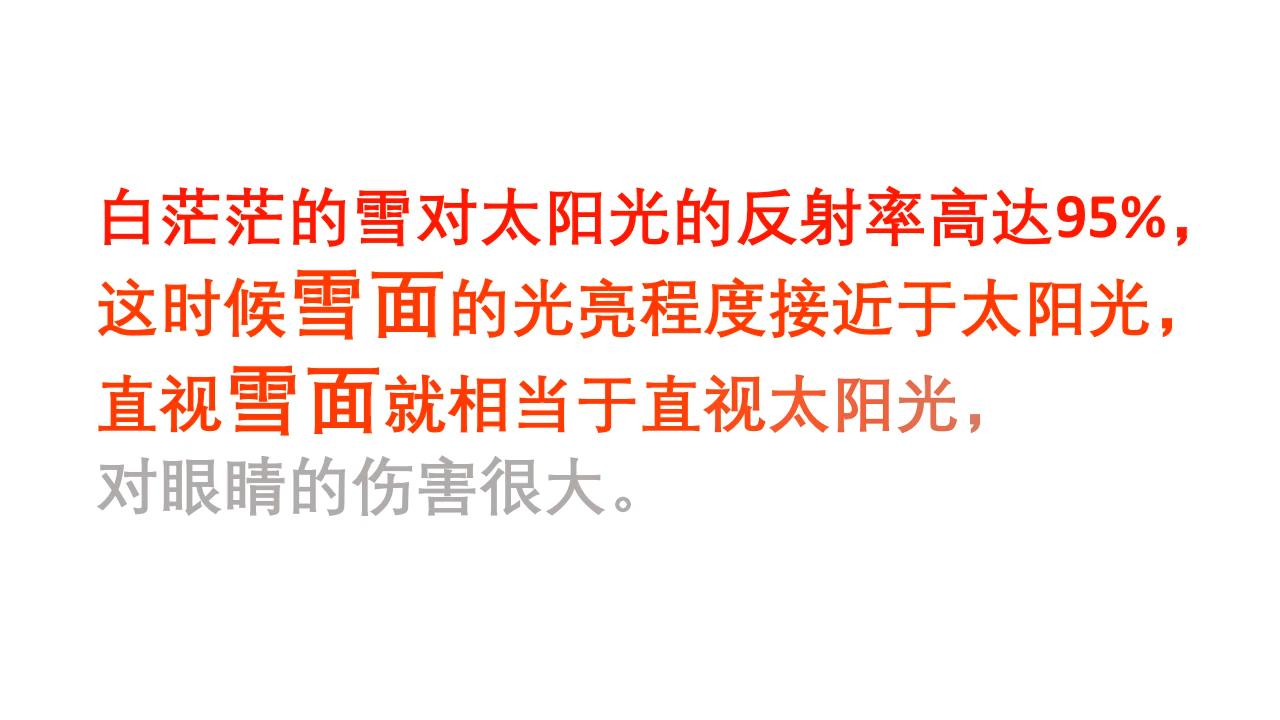 白茫茫的雪对太阳光的反射率高达95%，
这时候雪面的光亮程度接近于太阳光，
直视雪面就相当于直视太阳光，
对眼睛的伤害很大。